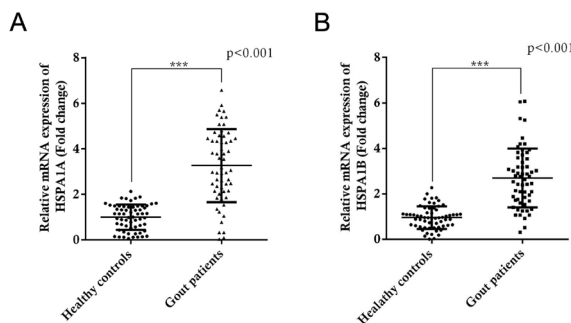 A
p<0.001
***
Relative mRNA expression of
HSPA1A (Fold change)
8
6
4
2
0
Healthy controls
Gout patients
B
p<0.001
***
Relative mRNA expression of
HSPA1B (Fold change)
8
6
4
2
0
Healathy controls
Gout patients